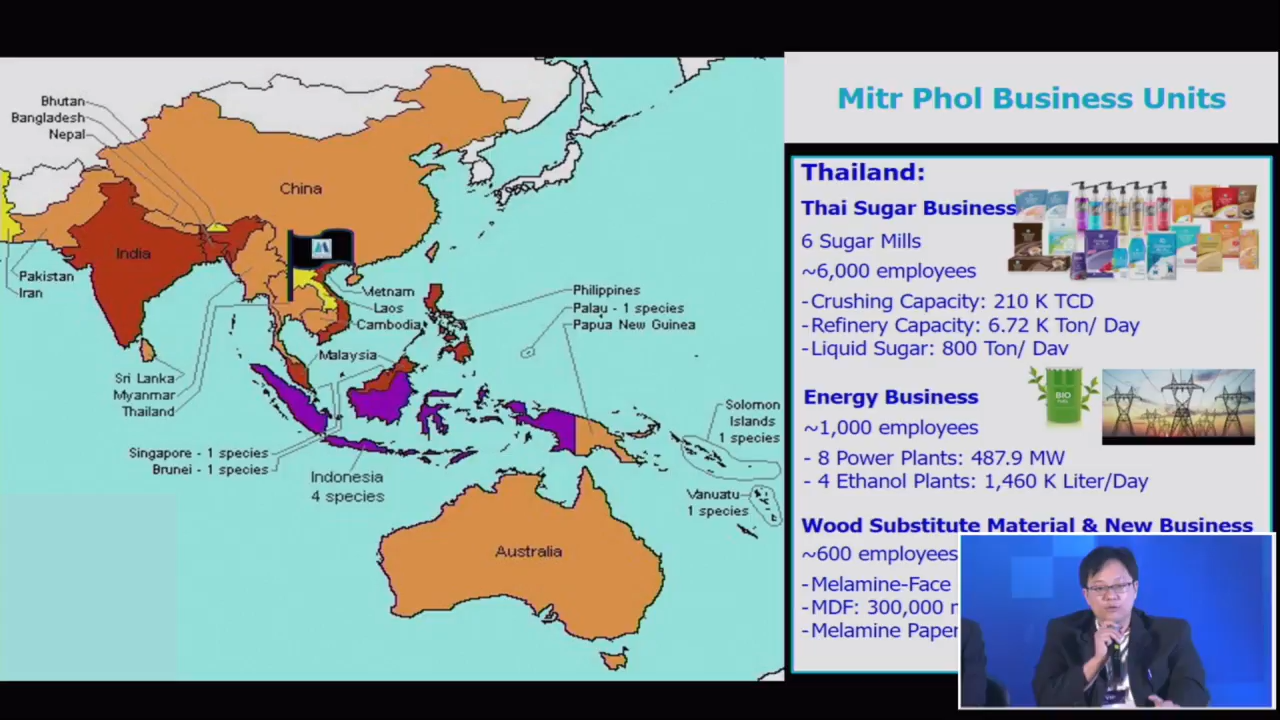 Bhutan
Bangladesh
Nepal
China
India
Pakistan
Iran
Vietnam
Laos
Cambodia
Philippines
Palau - 1 species
Papua New Guinea
Malaysia
Sri Lanka
Myanmar
Thailand
Singapore - 1 species
Brunei - 1 species
Indonesia
4 species
Solomon
Islands
1 species
Vanuatu
1 species
Australia
Mitr Phol Business Units
Thailand:
Thai Sugar Business
6 Sugar Mills
~6,000 employees
-Crushing Capacity: 210 K TCD
-Refinery Capacity: 6.72 K Ton/ Day
-Liquid Sugar: 800 Ton/ Day
Energy Business
BIO
~1,000 employees
- 8 Power Plants: 487.9 MW
- 4 Ethanol Plants: 1,460 K Liter/Day
Wood Substitute Material & New Business
~600 employees
-Melamine-Face
-MDF: 300,000
-Melamine Paper